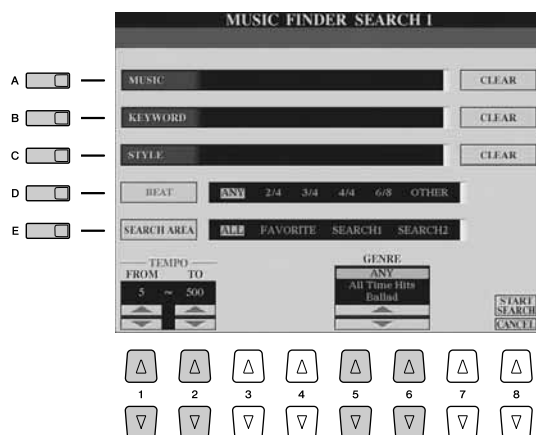 MUSIC FINDER SEARCH 1
A MUSIC CLEAR
B KEYWORD CLEAR
C STYLE CLEAR
D BEAT ANY 2/4 3/4 4/4 6/8 OTHER
E SEARCH AREA ALL FAVORITE SEARCH1 SEARCH2
TEMPO
FROM TO
5 ~ 500
GENRE
ANY
All Time Hits
Ballad
START
SEARCH
CANCEL
1 2 3 4 5 6 7 8